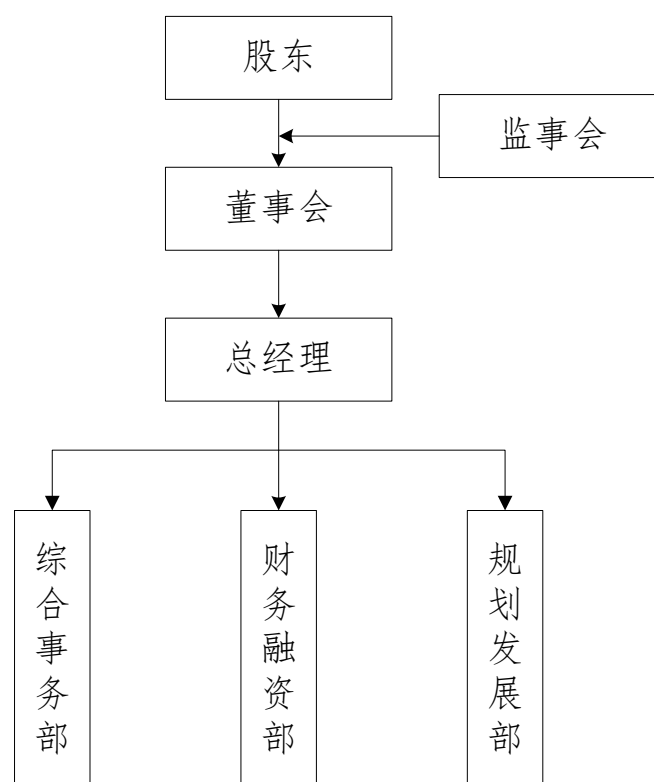 股东
监事会
董事会
总经理
综合事务部
财务融资部
规划发展部